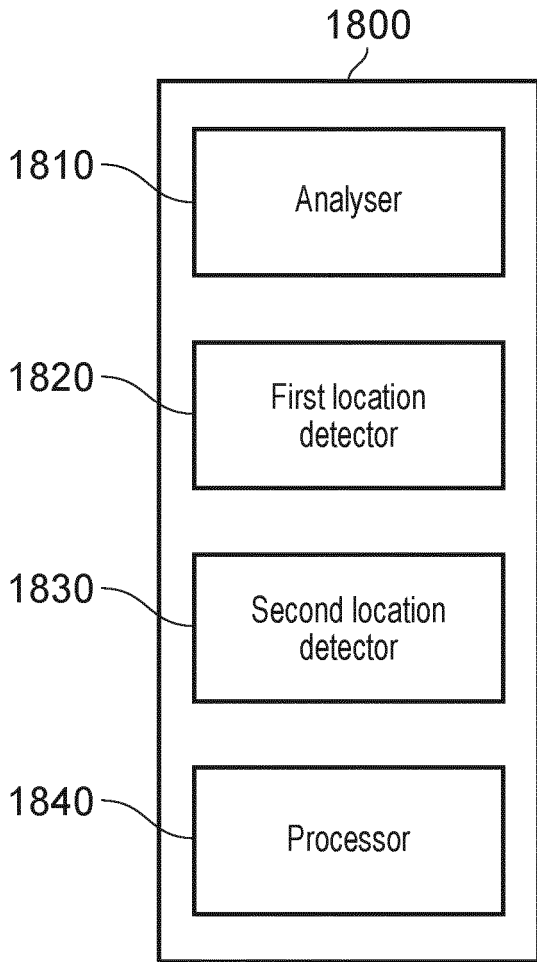 1800
1810
Analyser
1820
First location
detector
1830
Second location
detector
1840
Processor